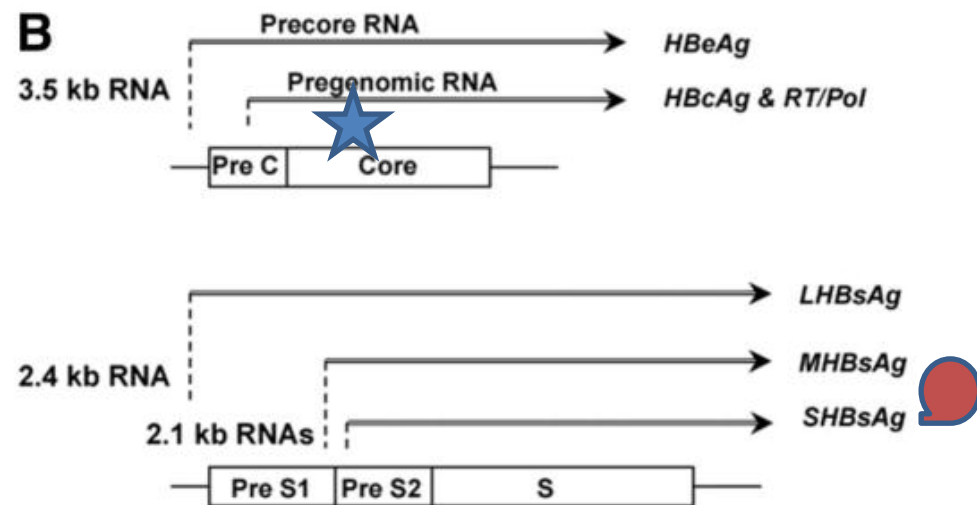 B
Precore RNA
HBeAg
3.5 kb RNA
Pregenomic RNA
HBcAg & RT/Pol
Pre C
Core
LHBsAg
2.4 kb RNA
MHBsAg
2.1 kb RNAs
SHBsAg
Pre S1
Pre S2
S